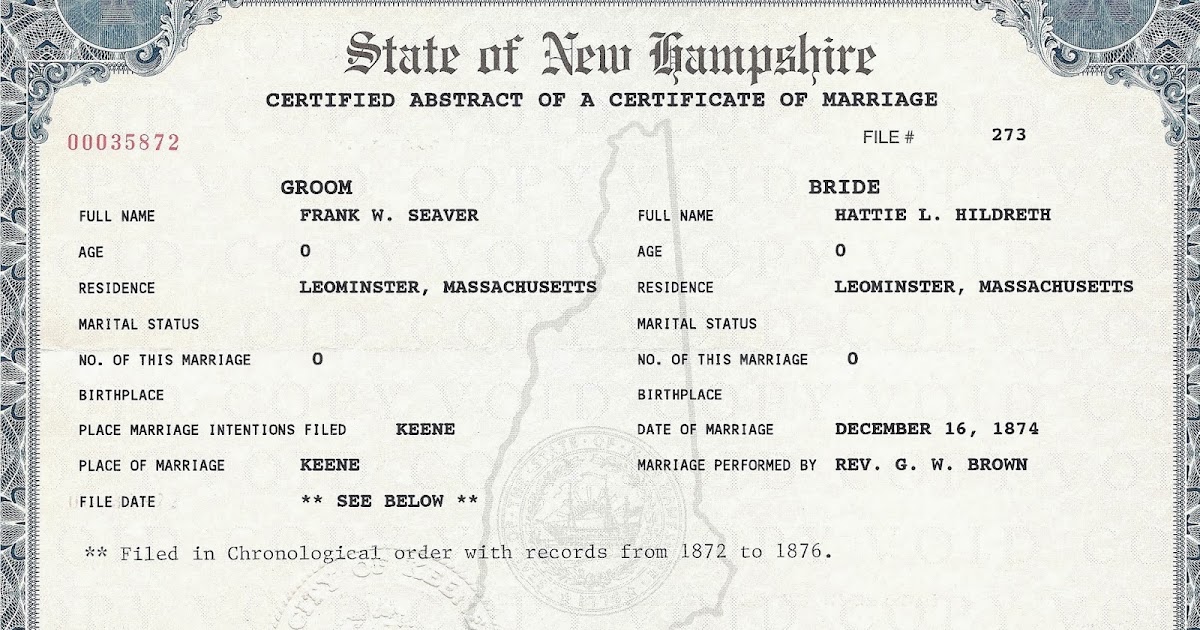 State of New Hampshire
CERTIFIED ABSTRACT OF A CERTIFICATE OF MARRIAGE
00035872 FILE # 273
GROOM BRIDE
FULL NAME FRANK W. SEAVER FULL NAME HATTIE L. HILDRETH
AGE 0 AGE 0
RESIDENCE LEOMINSTER, MASSACHUSETTS RESIDENCE LEOMINSTER, MASSACHUSETTS
MARITAL STATUS MARITAL STATUS
NO. OF THIS MARRIAGE 0 NO. OF THIS MARRIAGE 0
BIRTHPLACE BIRTHPLACE
PLACE MARRIAGE INTENTIONS FILED KEENE DATE OF MARRIAGE DECEMBER 16, 1874
PLACE OF MARRIAGE KEENE MARRIAGE PERFORMED BY REV. G. W. BROWN
FILE DATE ** SEE BELOW **
** Filed in Chronological order with records from 1872 to 1876.
CITY OF KEENE